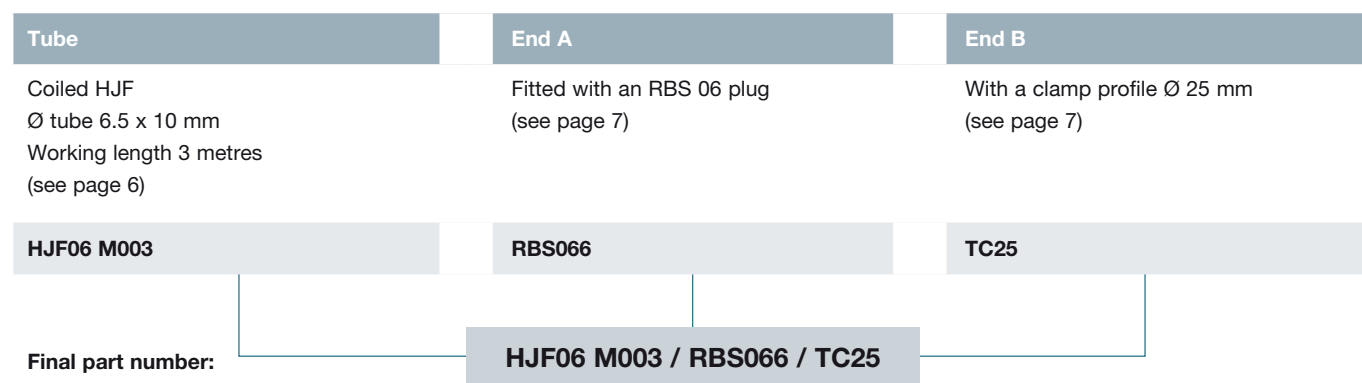 Tube
End A
End B
Coiled HJF
Ø tube 6.5 x 10 mm
Working length 3 metres
(see page 6)
Fitted with an RBS 06 plug
(see page 7)
With a clamp profile Ø 25 mm
(see page 7)
HJF06 M003
RBS066
TC25
Final part number:
HJF06 M003 / RBS066 / TC25